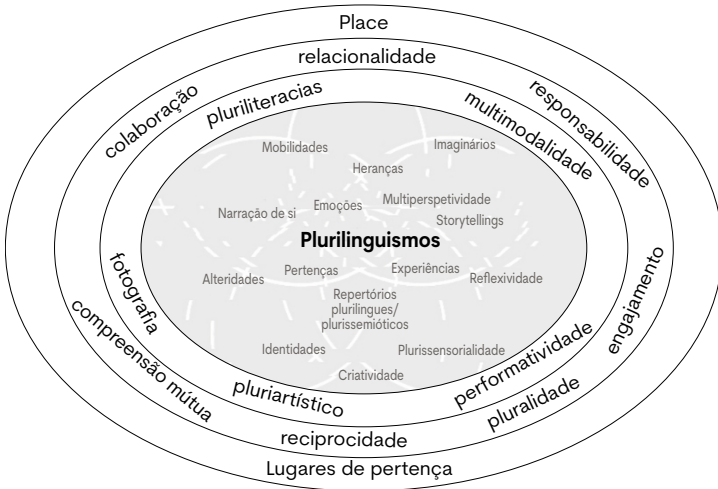 Place
relacionalidade
colaboração
responsabilidade
pluriliteracias
multimodalidade
Mobilidades
Imaginários
Heranças
Emoções
Multiperspetividade
Narração de si
Storytellings
Plurilinguismos
Alteridades
Pertenças
Experiências
Reflexividade
Repertórios
plurilingues/
plurissemióticos
Identidades
Plurissensorialidade
Criatividade
fotografia
engajamento
compreensão mútua
performatividade
pluriartístico
pluralidade
reciprocidade
Lugares de pertença